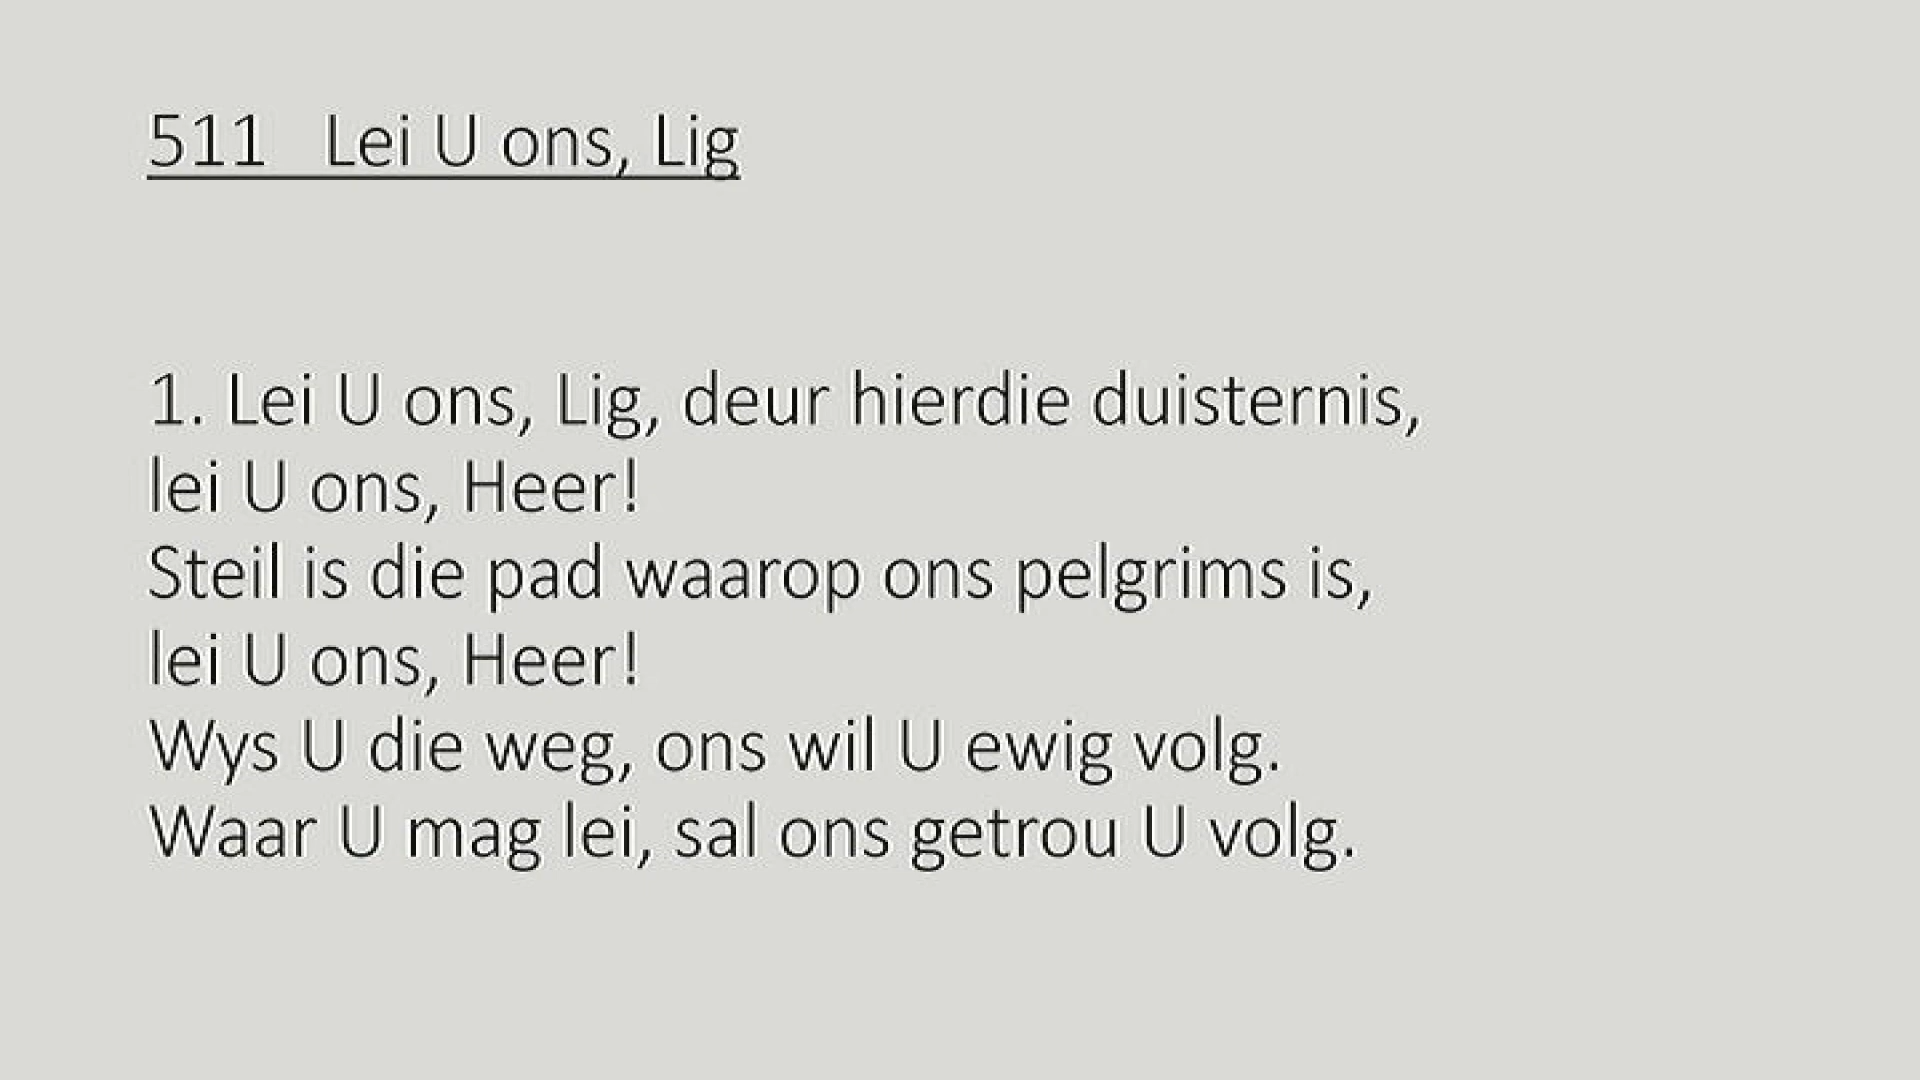 511   Lei U ons, Lig
1. Lei U ons, Lig, deur hierdie duisternis,
lei U ons, Heer!
Steil is die pad waarop ons pelgrims is,
lei U ons, Heer!
Wys U die weg, ons wil U ewig volg.
Waar U mag lei, sal ons getrou U volg.